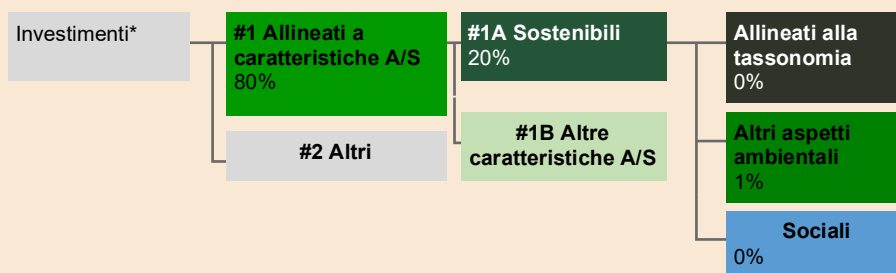 Investimenti*
#1 Allineati a
caratteristiche A/S
80%
#2 Altri
#1A Sostenibili
20%
#1B Altre
caratteristiche A/S
Allineati alla
tassonomia
0%
Altri aspetti
ambientali
1%
Sociali
0%